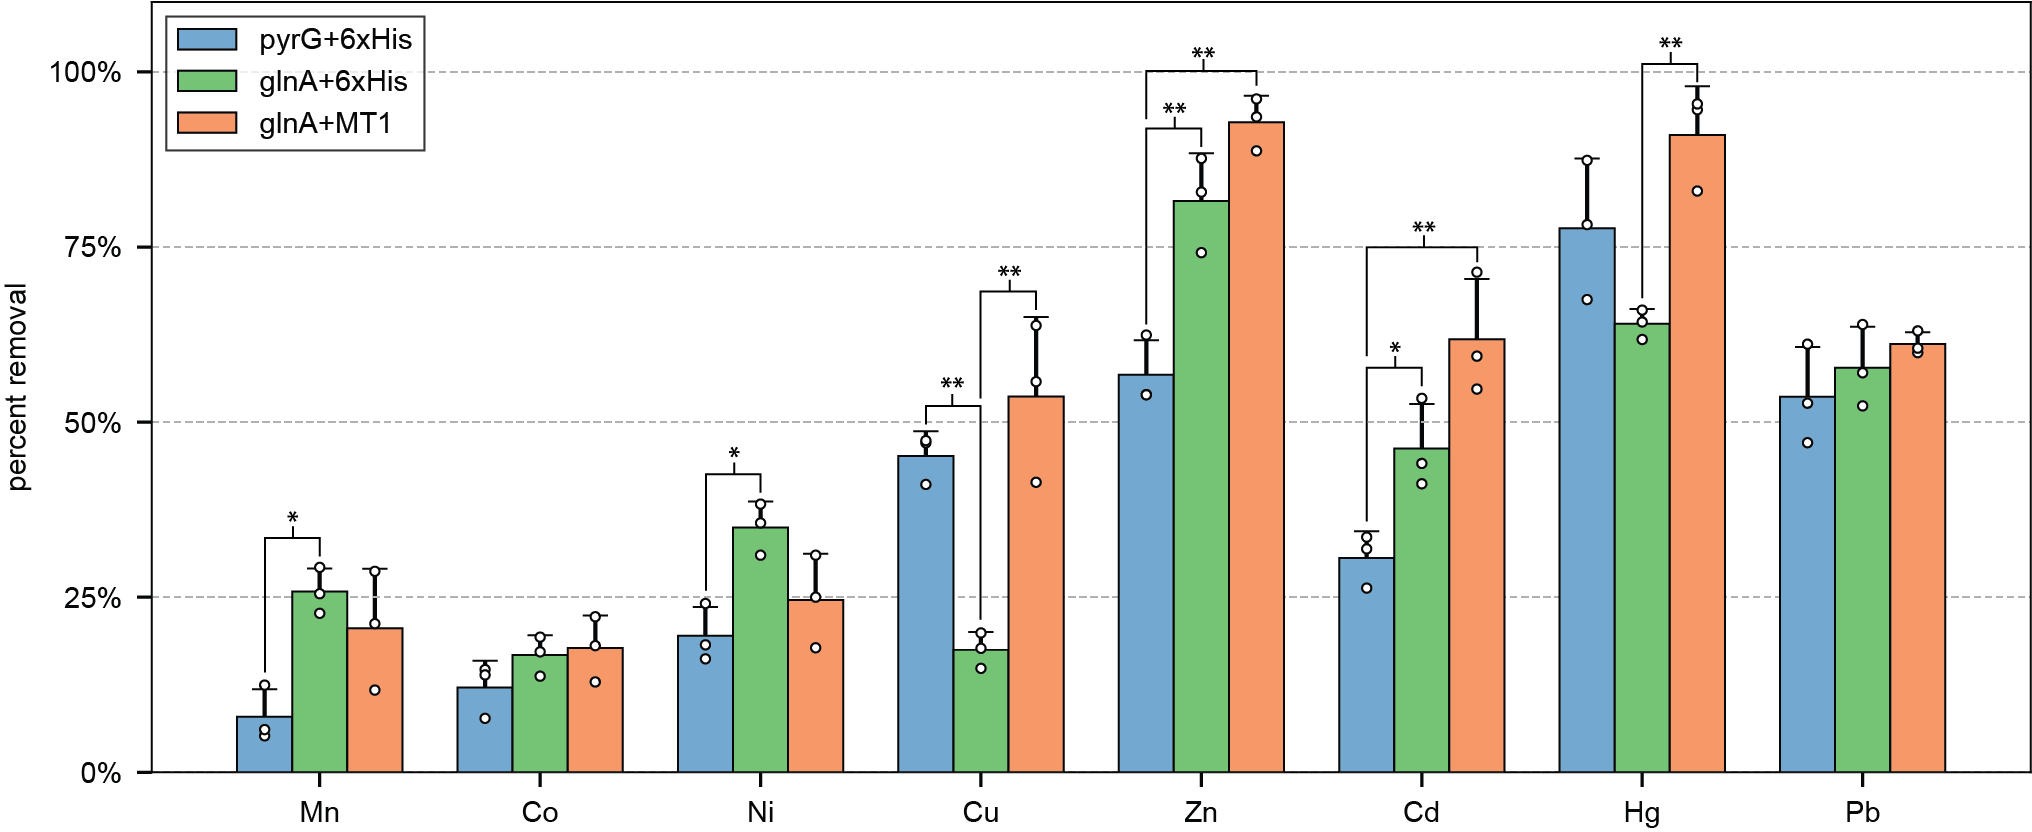 pyrG+6xHis
glnA+6xHis
glnA+MT1
percent removal
100%
75%
50%
25%
0%
*
*
**
**
**
**
*
**
**
Mn Co Ni Cu Zn Cd Hg Pb